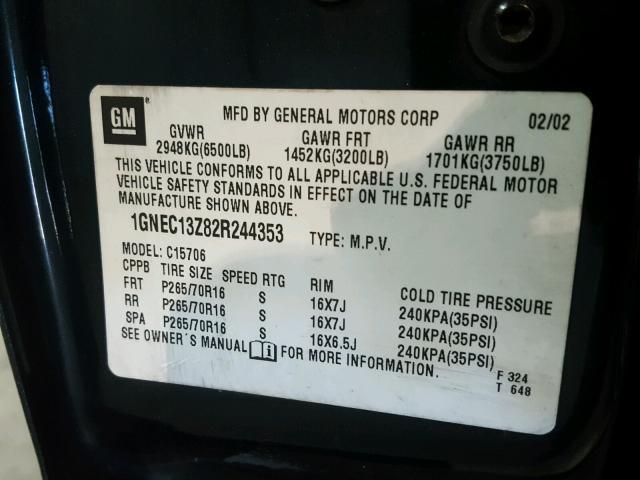 GM
MFD BY GENERAL MOTORS CORP 02/02
GVWR GAWR FRT GAWR RR
2948KG(6500LB) 1452KG(3200LB) 1701KG(3750LB)
THIS VEHICLE CONFORMS TO ALL APPLICABLE U.S. FEDERAL MOTOR
VEHICLE SAFETY STANDARDS IN EFFECT ON THE DATE OF
MANUFACTURE SHOWN ABOVE.
1GNEC13Z82R244353 TYPE: M.P.V.
MODEL: C15706
CPPB TIRE SIZE SPEED RTG RIM COLD TIRE PRESSURE
FRT P265/70R16 S 16X7J 240KPA(35PSI)
RR P265/70R16 S 16X7J 240KPA(35PSI)
SPA P265/70R16 S 16X6.5J 240KPA(35PSI)
SEE OWNER'S MANUAL FOR MORE INFORMATION.
F 324
T 648